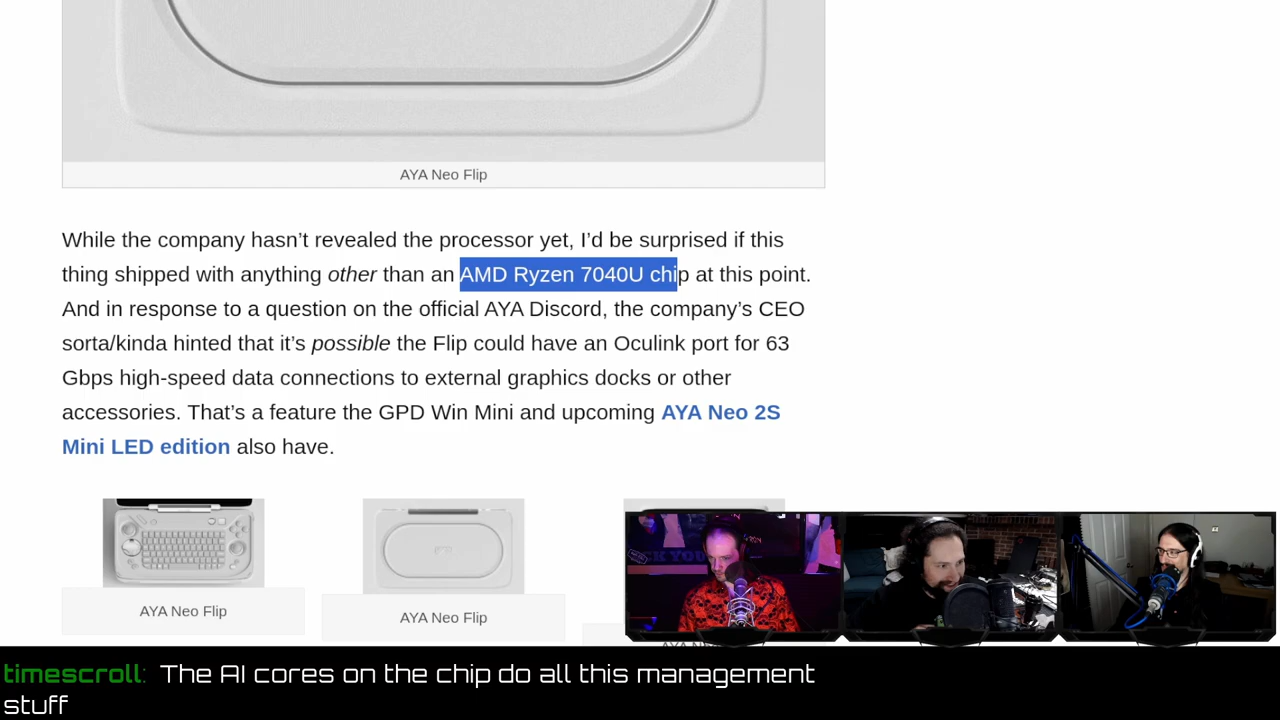 AYA Neo Flip
While the company hasn’t revealed the processor yet, I’d be surprised if this
thing shipped with anything other than an AMD Ryzen 7040U chip at this point.
And in response to a question on the official AYA Discord, the company’s CEO
sorta/kinda hinted that it’s possible the Flip could have an Oculink port for 63
Gbps high-speed data connections to external graphics docks or other
accessories. That’s a feature the GPD Win Mini and upcoming AYA Neo 2S
Mini LED edition also have.
AYA Neo Flip
AYA Neo Flip
timescroll: The AI cores on the chip do all this management
stuff